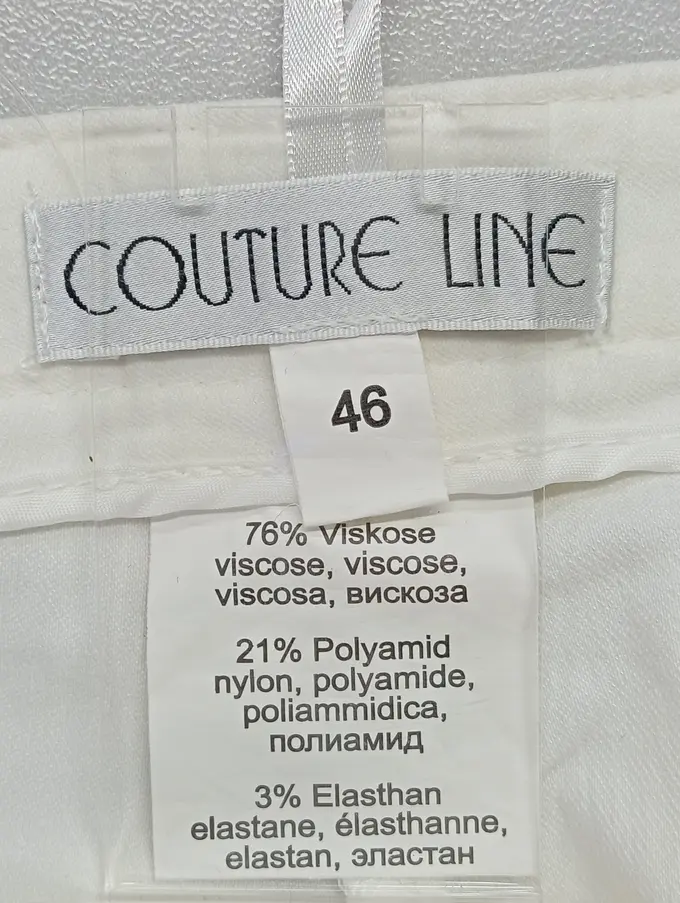 COUTURE LINE
46
76% Viskose
viscose, viscose,
viscosa, вискоза
21% Polyamid
nylon, polyamide,
poliammidica,
полиамид
3% Elasthan
elastane, élasthanne,
elastan, эластан